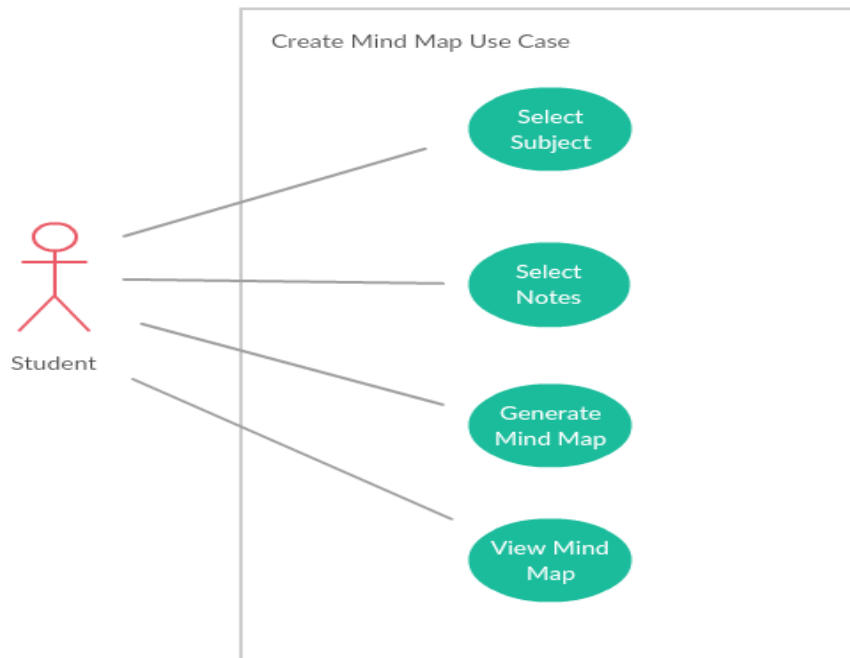 Create Mind Map Use Case
Select
Subject
Select
Notes
Student
Generate
Mind Map
View Mind
Map